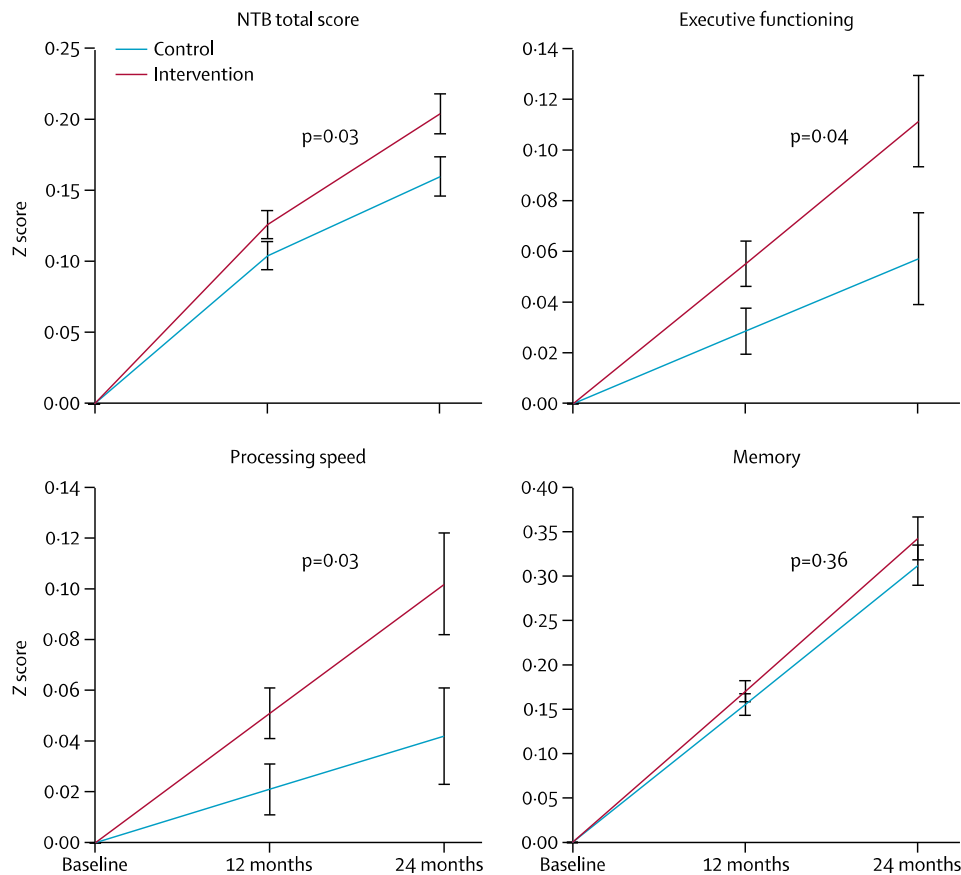 NTB total score
Executive functioning
Control
Intervention
Z score
0·25
0·20
0·15
0·10
0·05
0·00
p=0·03
0·14
0·12
0·10
0·08
0·06
0·04
0·02
0·00
p=0·04
Processing speed
Memory
Z score
0·14
0·12
0·10
0·08
0·06
0·04
0·02
0·00
p=0·03
Baseline 12 months 24 months
0·40
0·35
0·30
0·25
0·20
0·15
0·10
0·05
0·00
p=0·36
Baseline 12 months 24 months